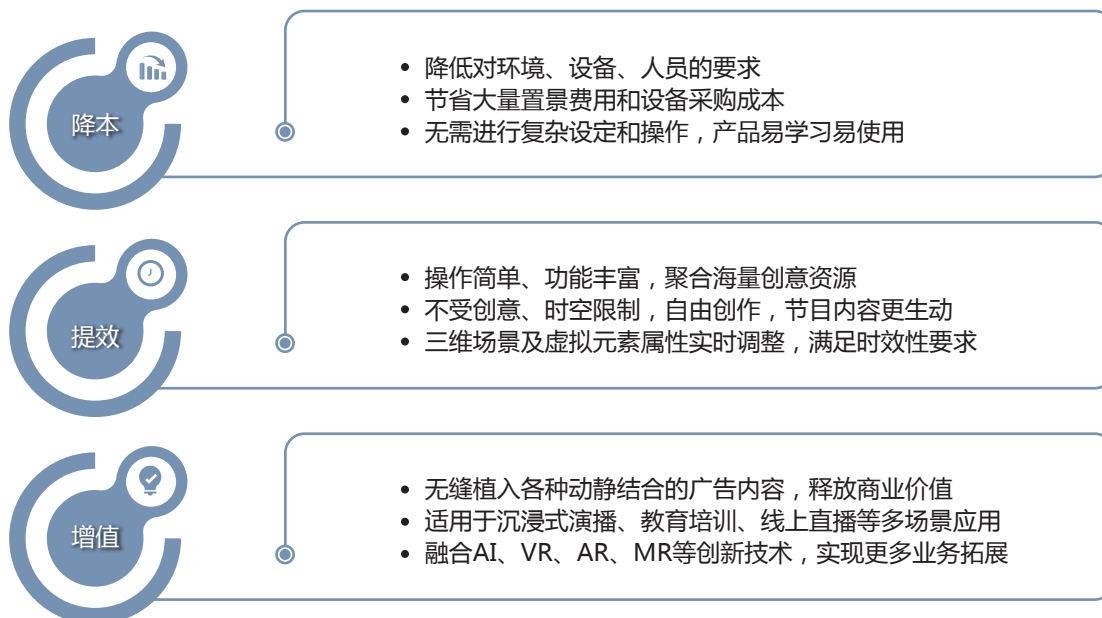 降本
• 降低对环境、设备、人员的要求
• 节省大量置景费用和设备采购成本
• 无需进行复杂设定和操作，产品易学习易使用
提效
• 操作简单、功能丰富，聚合海量创意资源
• 不受创意、时空限制，自由创作，节目内容更生动
• 三维场景及虚拟元素属性实时调整，满足时效性要求
增值
• 无缝植入各种动静结合的广告内容，释放商业价值
• 适用于沉浸式演播、教育培训、线上直播等多场景应用
• 融合AI、VR、AR、MR等创新技术，实现更多业务拓展